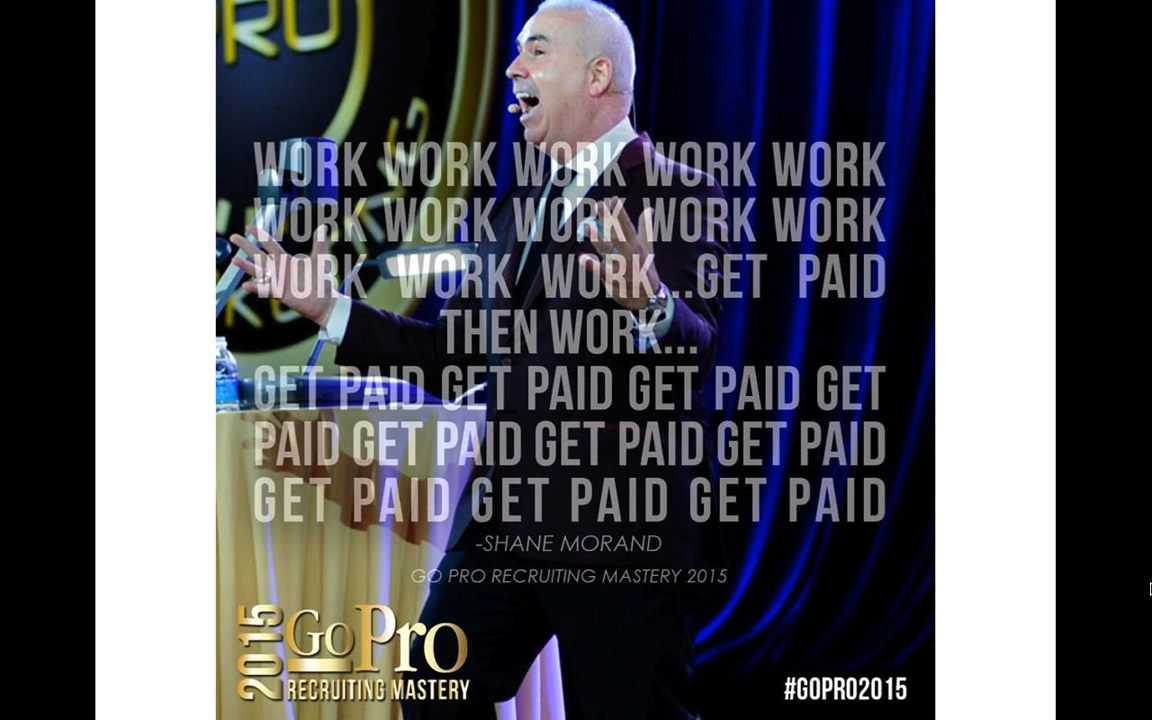 PRO
WORK WORK WORK WORK WORK
WORK WORK WORK WORK WORK
WORK WORK WORK...GET PAID
THEN WORK...
GET PAID GET PAID GET PAID GET
PAID GET PAID GET PAID GET PAID
GET PAID GET PAID GET PAID
-SHANE MORAND
GO PRO RECRUITING MASTERY 2015
2015 GoPro
RECRUITING MASTERY
#GOPRO2015